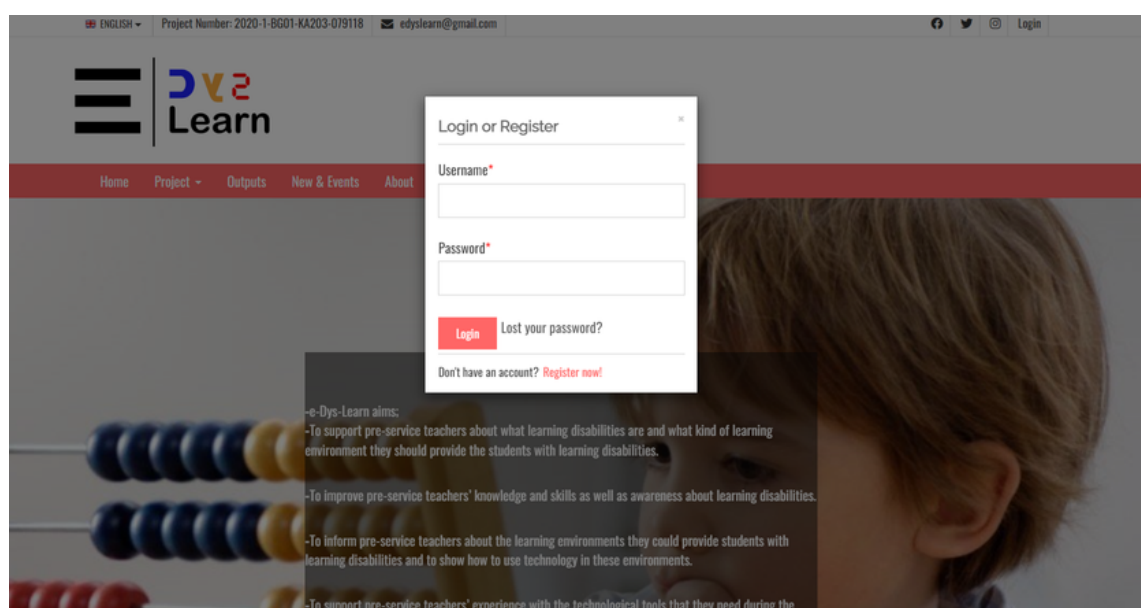 ENGLISH
Project Number: 2020-1-BG01-KA203-079118
edyslearn@gmail.com
Login
Dys
Learn
Home
Project
Outputs
New & Events
About
Login or Register
×
Username*
Password*
Login
Lost your password?
Don't have an account? Register now!
-e-Dys-Learn aims;
-To support pre-service teachers about what learning disabilities are and what kind of learning
environment they should provide the students with learning disabilities.
-To improve pre-service teachers' knowledge and skills as well as awareness about learning disabilities.
-To inform pre-service teachers about the learning environments they could provide students with
learning disabilities and to show how to use technology in these environments.
-To support pre-service teachers' experience with the technological tools that they need during the